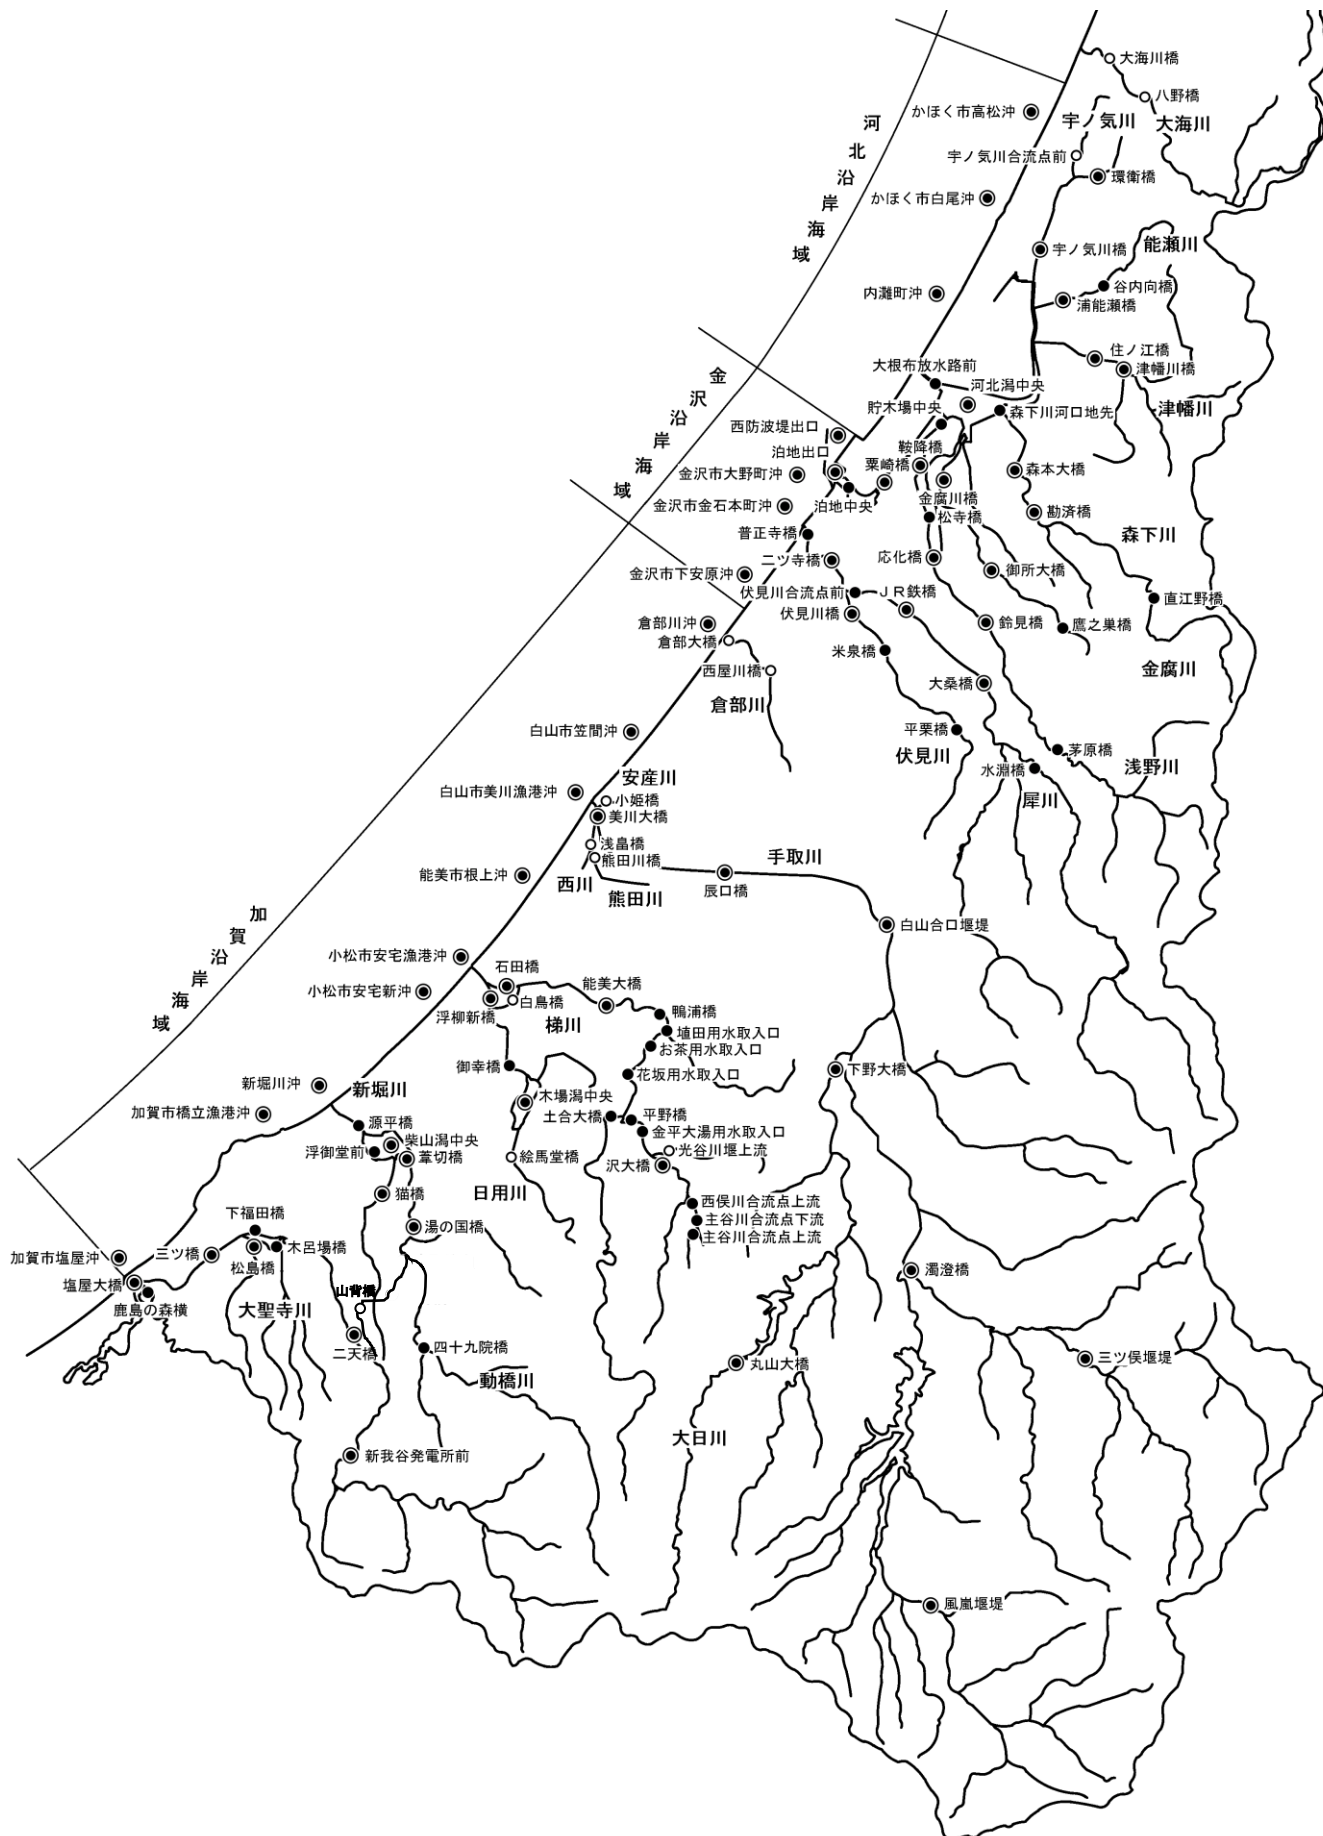 大海川橋
八野橋
かほく市高松沖
宇ノ気川
大海川
河北沿岸海域
宇ノ気川合流点前
環衛橋
かほく市白尾沖
能瀬川
宇ノ気川橋
谷内向橋
内灘町沖
浦能瀬橋
住ノ江橋
大根布放水路前
津幡川橋
金沢沿岸海域
河北潟中央
貯木場中央
森下川河口地先
津幡川
西防波堤出口
鞍降橋
泊地出口
粟崎橋
金沢市大野町沖
森本大橋
金腐川橋
金沢市金石本町沖
泊地中央
松寺橋
勘済橋
普正寺橋
森下川
二ツ寺橋
応化橋
御所大橋
金沢市下安原沖
伏見川合流点前
JR鉄橋
直江野橋
伏見川橋
倉部川沖
鈴見橋
鷹之巣橋
倉部大橋
米泉橋
西屋川橋
金腐川
大桑橋
倉部川
白山市笠間沖
平栗橋
茅原橋
伏見川
水淵橋
浅野川
安産川
白山市美川漁港沖
小姫橋
犀川
美川大橋
浅畠橋
熊田川橋
手取川
能美市根上沖
西川
熊田川
辰口橋
加賀沿岸海域
白山合口堰堤
小松市安宅漁港沖
石田橋
能美大橋
小松市安宅新沖
白鳥橋
浮柳新橋
鴨浦橋
梯川
埴田用水取入口
お茶用水取入口
御幸橋
下野大橋
花坂用水取入口
新堀川沖
新堀川
木場潟中央
加賀市橋立漁港沖
土合大橋
平野橋
源平橋
金平大湯用水取入口
柴山潟中央
浮御堂前
光谷川堰上流
葦切橋
絵馬堂橋
沢大橋
猫橋
日用川
西俣川合流点上流
下福田橋
主谷川合流点下流
湯の国橋
主谷川合流点上流
木呂場橋
三ツ橋
加賀市塩屋沖
松島橋
濁澄橋
塩屋大橋
山背橋
鹿島の森横
大聖寺川
二天橋
四十九院橋
三ツ俣堰堤
丸山大橋
動橋川
大日川
新我谷発電所前
風嵐堰堤